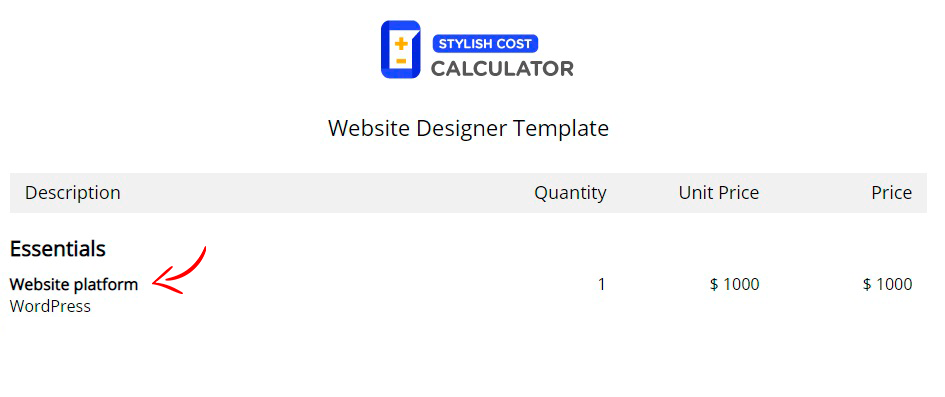 STYLISH COST
CALCULATOR
Website Designer Template
Description Quantity Unit Price Price
Essentials
Website platform 1 $ 1000 $ 1000
WordPress